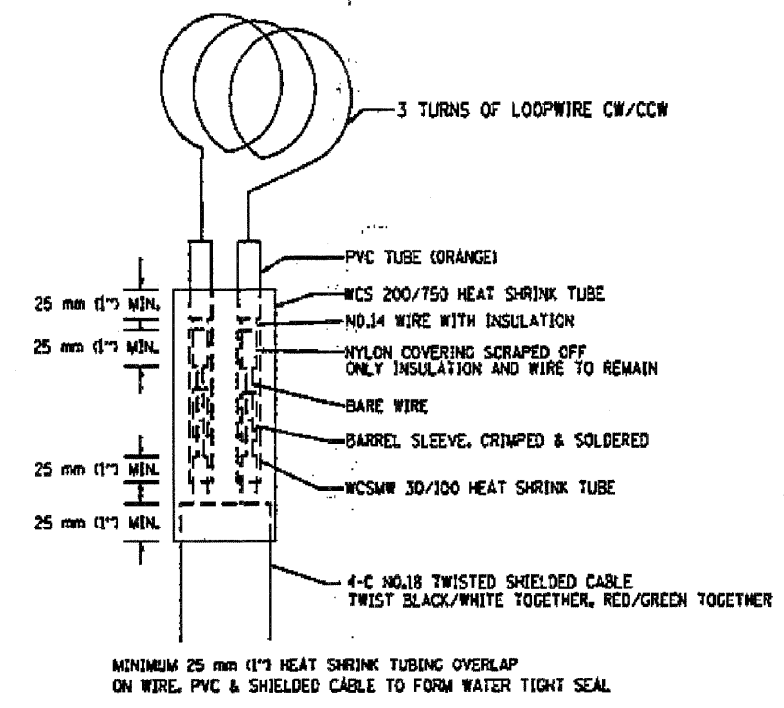 3 TURNS OF LOOPWIRE CW/CCW
PVC TUBE (ORANGE)
WCS 200/750 HEAT SHRINK TUBE
25 mm (1") MIN.
NO.14 WIRE WITH INSULATION
25 mm (1") MIN.
NYLON COVERING SCRAPED OFF
ONLY INSULATION AND WIRE TO REMAIN
BARE WIRE
BARREL SLEEVE, CRIMPED & SOLDERED
25 mm (1") MIN.
WCSMW 30/100 HEAT SHRINK TUBE
25 mm (1") MIN.
4-C NO.18 TWISTED SHIELDED CABLE
TWIST BLACK/WHITE TOGETHER, RED/GREEN TOGETHER
MINIMUM 25 mm (1") HEAT SHRINK TUBING OVERLAP
ON WIRE, PVC & SHIELDED CABLE TO FORM WATER TIGHT SEAL